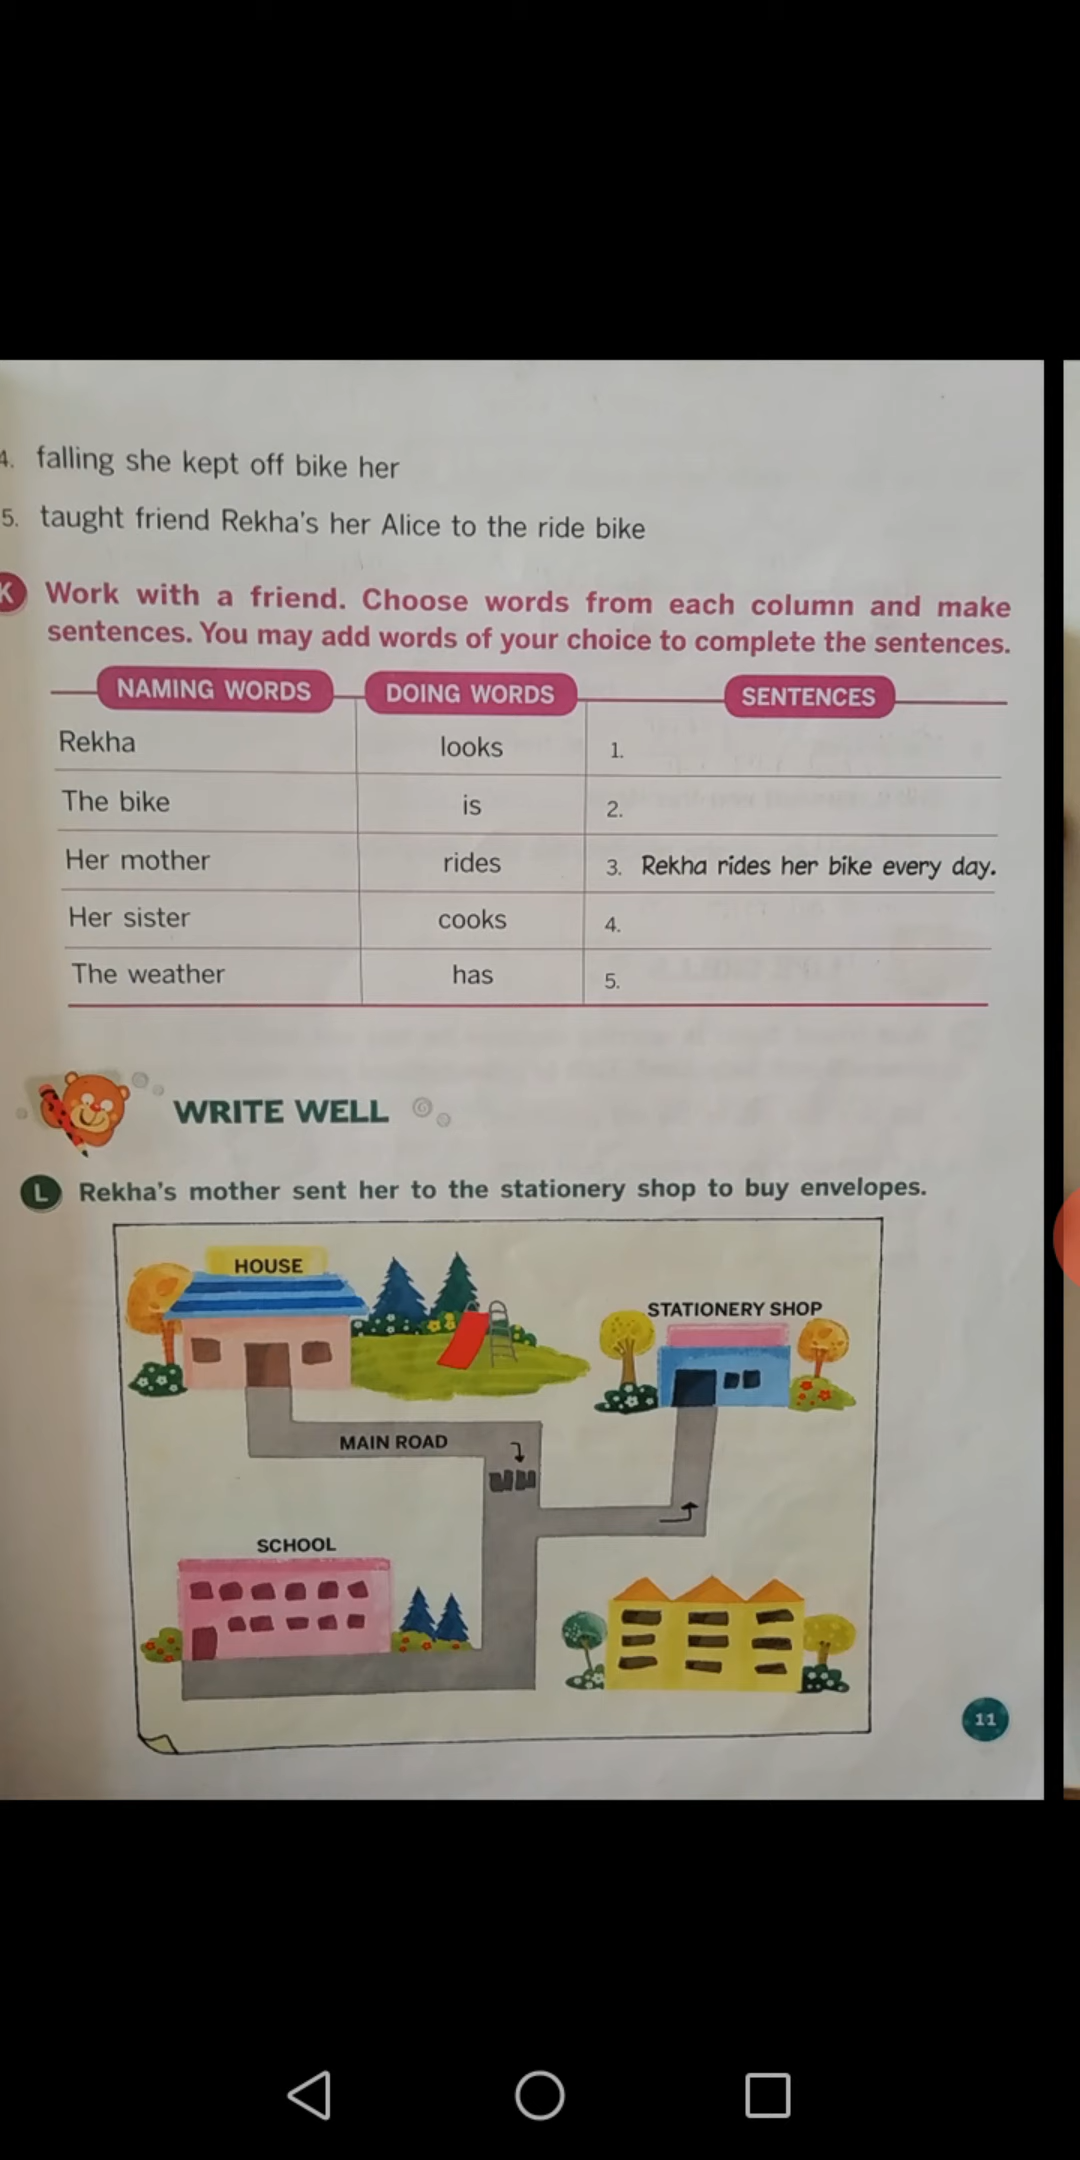 4. falling she kept off bike her
5. taught friend Rekha's her Alice to the ride bike
K Work with a friend. Choose words from each column and make
sentences. You may add words of your choice to complete the sentences.
NAMING WORDS DOING WORDS SENTENCES
Rekha looks 1.
The bike is 2.
Her mother rides 3. Rekha rides her bike every day.
Her sister cooks 4.
The weather has 5.
WRITE WELL
L Rekha's mother sent her to the stationery shop to buy envelopes.
HOUSE
STATIONERY SHOP
MAIN ROAD
SCHOOL
11